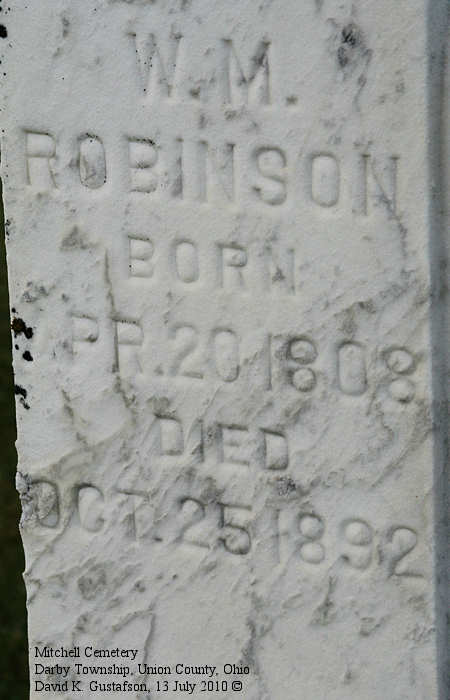 W.M.
ROBINSON
BORN
APR. 20 1808
DIED
OCT. 25 1892
Mitchell Cemetery
Darby Township, Union County, Ohio
David K. Gustafson, 13 July 2010 ©